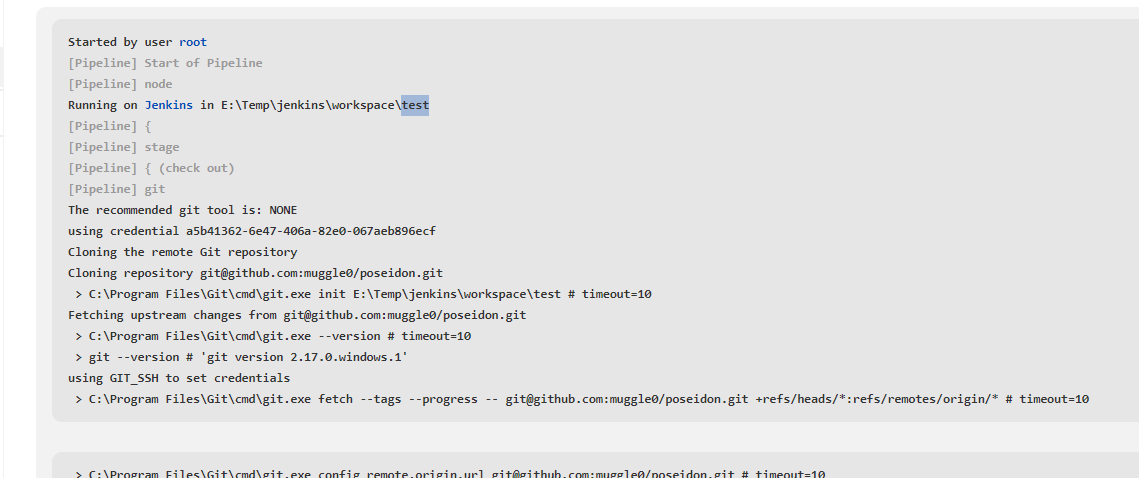 Started by user root
[Pipeline] Start of Pipeline
[Pipeline] node
Running on Jenkins in E:\Temp\jenkins\workspace\test
[Pipeline] {
[Pipeline] stage
[Pipeline] { (check out)
[Pipeline] git
The recommended git tool is: NONE
using credential a5b41362-6e47-406a-82e0-067aeb896ecf
Cloning the remote Git repository
Cloning repository git@github.com:muggle0/poseidon.git
> C:\Program Files\Git\cmd\git.exe init E:\Temp\jenkins\workspace\test # timeout=10
Fetching upstream changes from git@github.com:muggle0/poseidon.git
> C:\Program Files\Git\cmd\git.exe --version # timeout=10
> git --version # 'git version 2.17.0.windows.1'
using GIT_SSH to set credentials
> C:\Program Files\Git\cmd\git.exe fetch --tags --progress -- git@github.com:muggle0/poseidon.git +refs/heads/*:refs/remotes/origin/* # timeout=10
> C:\Program Files\Git\cmd\git.exe config remote.origin.url git@github.com:muggle0/poseidon.git # timeout=10